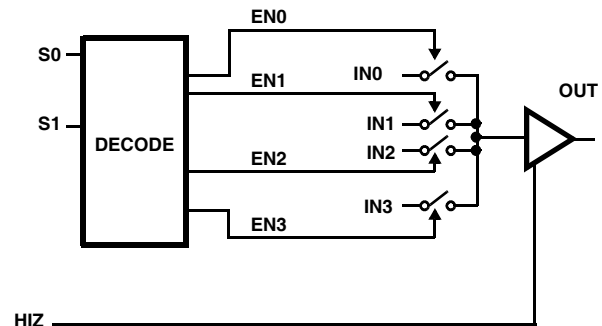 EN0
S0
IN0
EN1
OUT
S1
IN1
DECODE
IN2
EN2
IN3
EN3
HIZ